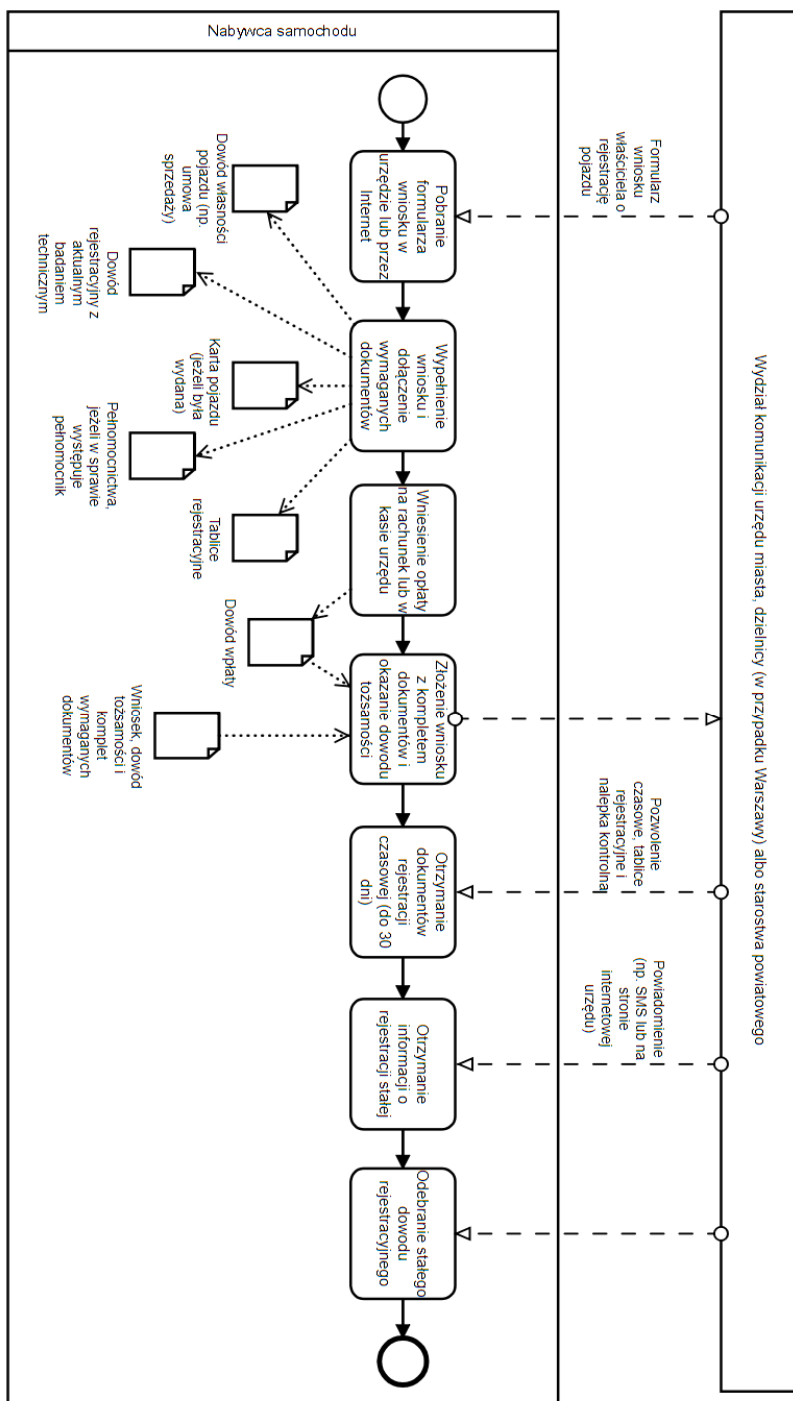 Wydział komunikacji urzędu miasta, dzielnicy (w przypadku Warszawy) albo starostwa powiatowego
Formularz
wniosku
właściciela o
rejestrację
pojazdu
Pozwolenie
czasowe, tablice
rejestracyjne i
nalepka kontrolna
Powiadomienie
(np. SMS lub na
stronie
internetowej
urzędu)
Nabywca samochodu
Pobranie
formularza
wniosku w
urzędzie lub przez
Internet
Wypełnienie
wniosku i
dołączenie
wymaganych
dokumentów
Wniesienie opłaty
na rachunek lub w
kasie urzędu
Złożenie wniosku
z kompletem
dokumentów i
okazanie dowodu
tożsamości
Otrzymanie
dokumentów
rejestracji
czasowej (do 30
dni)
Otrzymanie
informacji o
rejestracji stałej
Odebranie stałego
dowodu
rejestracyjnego
Dowód własności
pojazdu (np.
umowa
sprzedaży)
Dowód
rejestracyjny z
aktualnym
badaniem
technicznym
Karta pojazdu
(jeżeli była
wydana)
Pełnomocnictwa,
jeżeli w sprawie
występuje
pełnomocnik
Tablice
rejestracyjne
Dowód wpłaty
Wniosek, dowód
tożsamości i
komplet
wymaganych
dokumentów